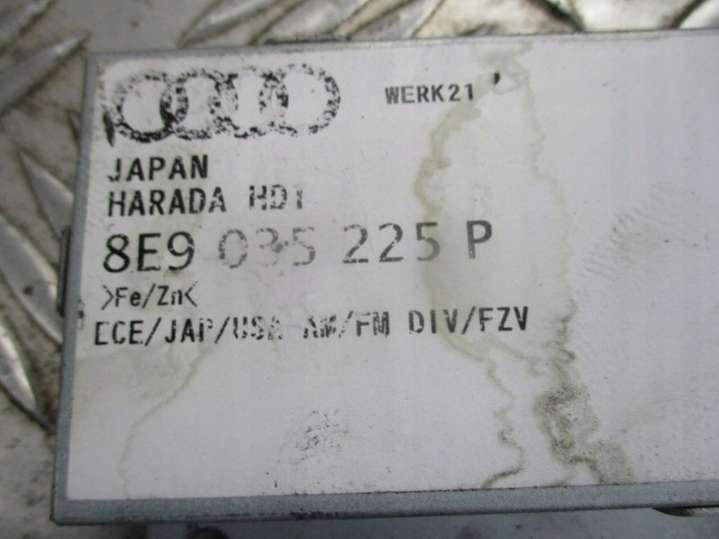 WERK21
JAPAN
HARADA HD1
8E9 035 225 P
>Fe/Zn<
ECE/JAP/USA AM/FM DIV/FZV